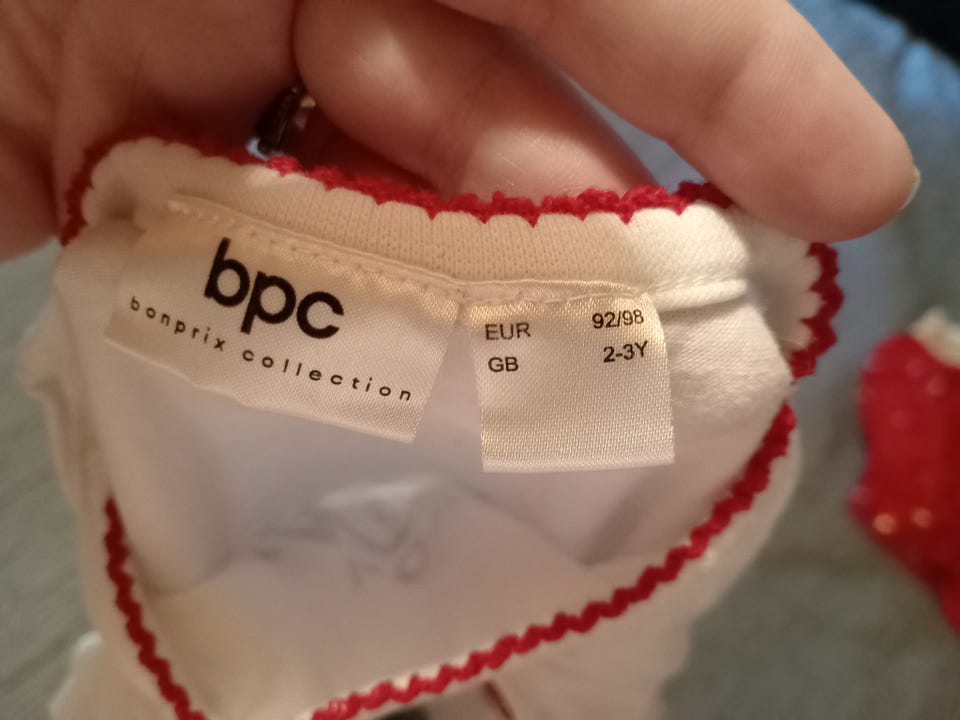 bpc
bonprix collection
EUR 92/98
GB 2-3Y